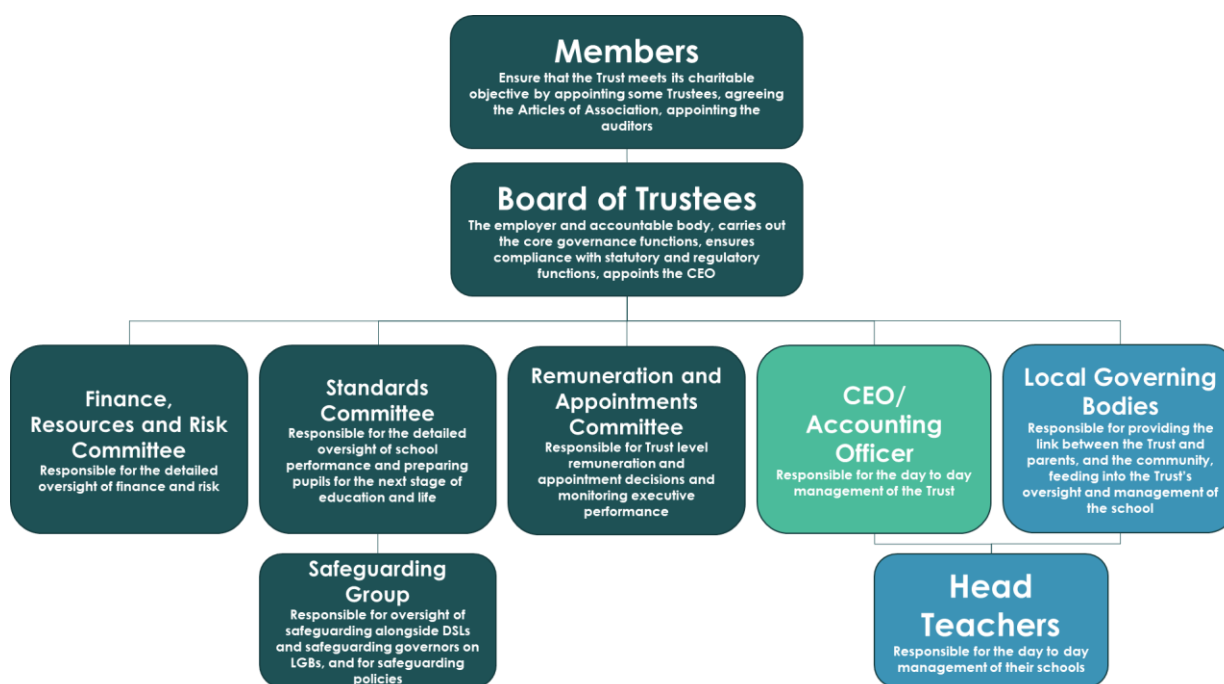 Members
Ensure that the Trust meets its charitable
objective by appointing some Trustees, agreeing
the Articles of Association, appointing the
auditors
Board of Trustees
The employer and accountable body, carries out
the core governance functions, ensures
compliance with statutory and regulatory
functions, appoints the CEO
Finance,
Resources and Risk
Committee
Responsible for the detailed
oversight of finance and risk
Standards
Committee
Responsible for the detailed
oversight of school
performance and preparing
pupils for the next stage of
education and life
Remuneration and
Appointments
Committee
Responsible for Trust level
remuneration and
appointment decisions and
monitoring executive
performance
CEO/
Accounting
Officer
Responsible for the day to day
management of the Trust
Local Governing
Bodies
Responsible for providing the
link between the Trust and
parents, and the community,
feeding into the Trust's
oversight and management of
the school
Safeguarding
Group
Responsible for oversight of
safeguarding alongside DSLs
and safeguarding governors on
LGBs, and for safeguarding
policies
Head
Teachers
Responsible for the day to day
management of their schools